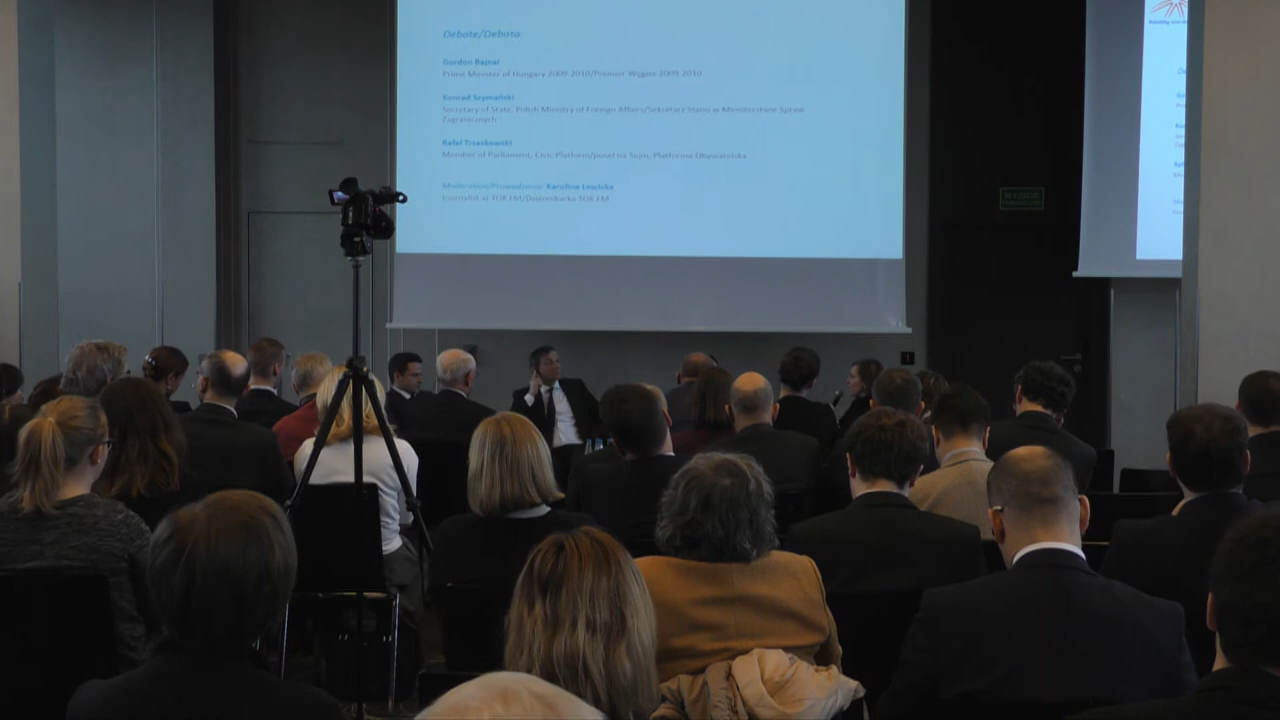 Debate/Debata
Gordon Bajnai
Prime Minister of Hungary 2009-2010/Premier Węgier 2009-2010
Konrad Szymański
Secretary of State, Polish Ministry of Foreign Affairs/Sekretarz Stanu w Ministerstwie Spraw
Zagranicznych
Rafał Trzaskowski
Member of Parliament, Civic Platform/poseł na Sejm, Platforma Obywatelska
Moderation/Prowadzenie: Karolina Lewicka
Journalist at TOK FM/Dziennikarka TOK FM